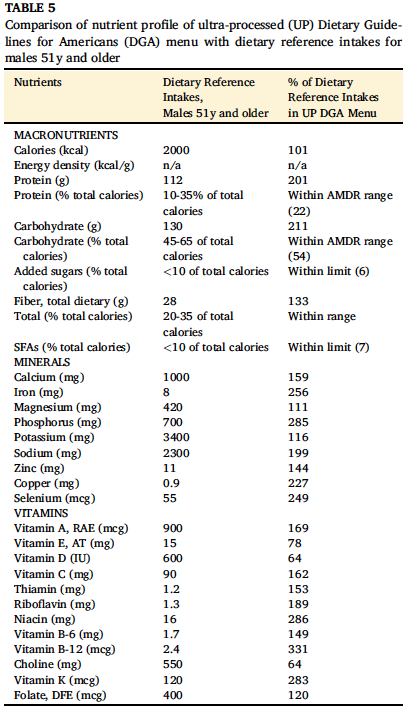 TABLE 5
Comparison of nutrient profile of ultra-processed (UP) Dietary Guide-
lines for Americans (DGA) menu with dietary reference intakes for
males 51y and older
Nutrients Dietary Reference Intakes, Males 51y and older % of Dietary Reference Intakes in UP DGA Menu
MACRONUTRIENTS
Calories (kcal) 2000 101
Energy density (kcal/g) n/a n/a
Protein (g) 112 201
Protein (% total calories) 10-35% of total calories Within AMDR range (22)
Carbohydrate (g) 130 211
Carbohydrate (% total calories) 45-65 of total calories Within AMDR range (54)
Added sugars (% total calories) <10 of total calories Within limit (6)
Fiber, total dietary (g) 28 133
Total (% total calories) 20-35 of total calories Within range
SFAs (% total calories) <10 of total calories Within limit (7)
MINERALS
Calcium (mg) 1000 159
Iron (mg) 8 256
Magnesium (mg) 420 111
Phosphorus (mg) 700 285
Potassium (mg) 3400 116
Sodium (mg) 2300 199
Zinc (mg) 11 144
Copper (mg) 0.9 227
Selenium (mcg) 55 249
VITAMINS
Vitamin A, RAE (mcg) 900 169
Vitamin E, AT (mg) 15 78
Vitamin D (IU) 600 64
Vitamin C (mg) 90 162
Thiamin (mg) 1.2 153
Riboflavin (mg) 1.3 189
Niacin (mg) 16 286
Vitamin B-6 (mg) 1.7 149
Vitamin B-12 (mcg) 2.4 331
Choline (mg) 550 64
Vitamin K (mcg) 120 283
Folate, DFE (mcg) 400 120